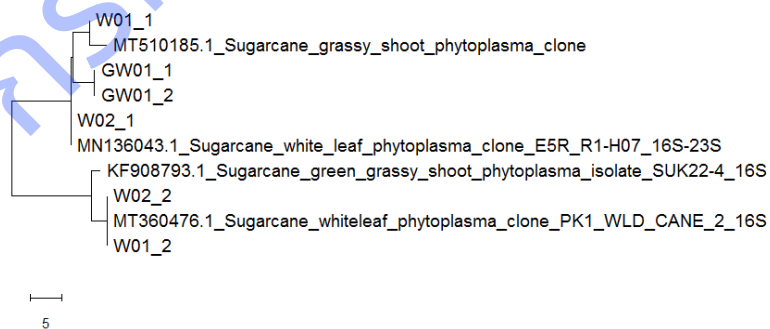 W01_1
MT510185.1_Sugarcane_grassy_shoot_phytoplasma_clone
GW01_1
GW01_2
W02_1
MN136043.1_Sugarcane_white_leaf_phytoplasma_clone_E5R_R1-H07_16S-23S
KF908793.1_Sugarcane_green_grassy_shoot_phytoplasma_isolate_SUK22-4_16S
W02_2
MT360476.1_Sugarcane_whiteleaf_phytoplasma_clone_PK1_WLD_CANE_2_16S
W01_2
5